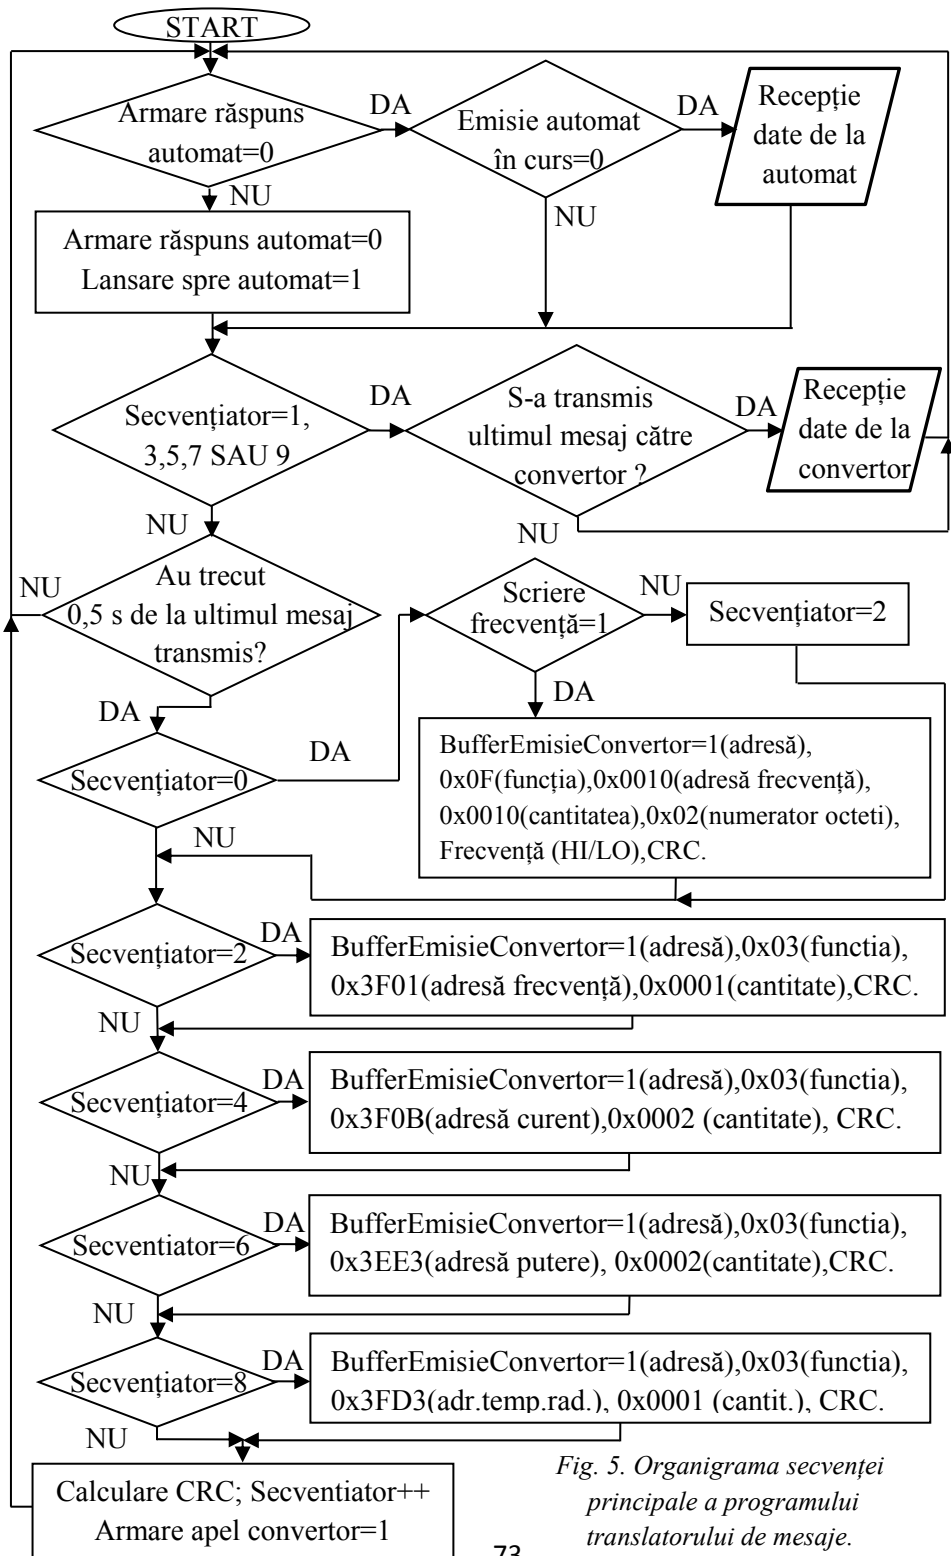 START
Armare răspuns
automat=0
DA
Emisie automat
în curs=0
DA
Recepție
date de la
automat
NU
NU
Armare răspuns automat=0
Lansare spre automat=1
Secvențiator=1,
3,5,7 SAU 9
DA
S-a transmis
ultimul mesaj către
convertor ?
DA
Recepție
date de la
convertor
NU
NU
NU
Au trecut
0,5 s de la ultimul mesaj
transmis?
Scriere
frecvență=1
NU
Secvențiator=2
DA
DA
Secvențiator=0
DA
BufferEmisieConvertor=1(adresă),
0x0F(funcția),0x0010(adresă frecvență),
0x0010(cantitatea),0x02(numerator octeti),
Frecvență (HI/LO),CRC.
NU
Secvențiator=2
DA
BufferEmisieConvertor=1(adresă),0x03(functia),
0x3F01(adresă frecvență),0x0001(cantitate),CRC.
NU
Secvențiator=4
DA
BufferEmisieConvertor=1(adresă),0x03(functia),
0x3F0B(adresă curent),0x0002 (cantitate), CRC.
NU
Secventiator=6
DA
BufferEmisieConvertor=1(adresă),0x03(functia),
0x3EE3(adresă putere), 0x0002(cantitate),CRC.
NU
Secvențiator=8
DA
BufferEmisieConvertor=1(adresă),0x03(functia),
0x3FD3(adr.temp.rad.), 0x0001 (cantit.), CRC.
NU
Calculare CRC; Secventiator++
Armare apel convertor=1
Fig. 5. Organigrama secvenței
principale a programului
translatorului de mesaje.
73